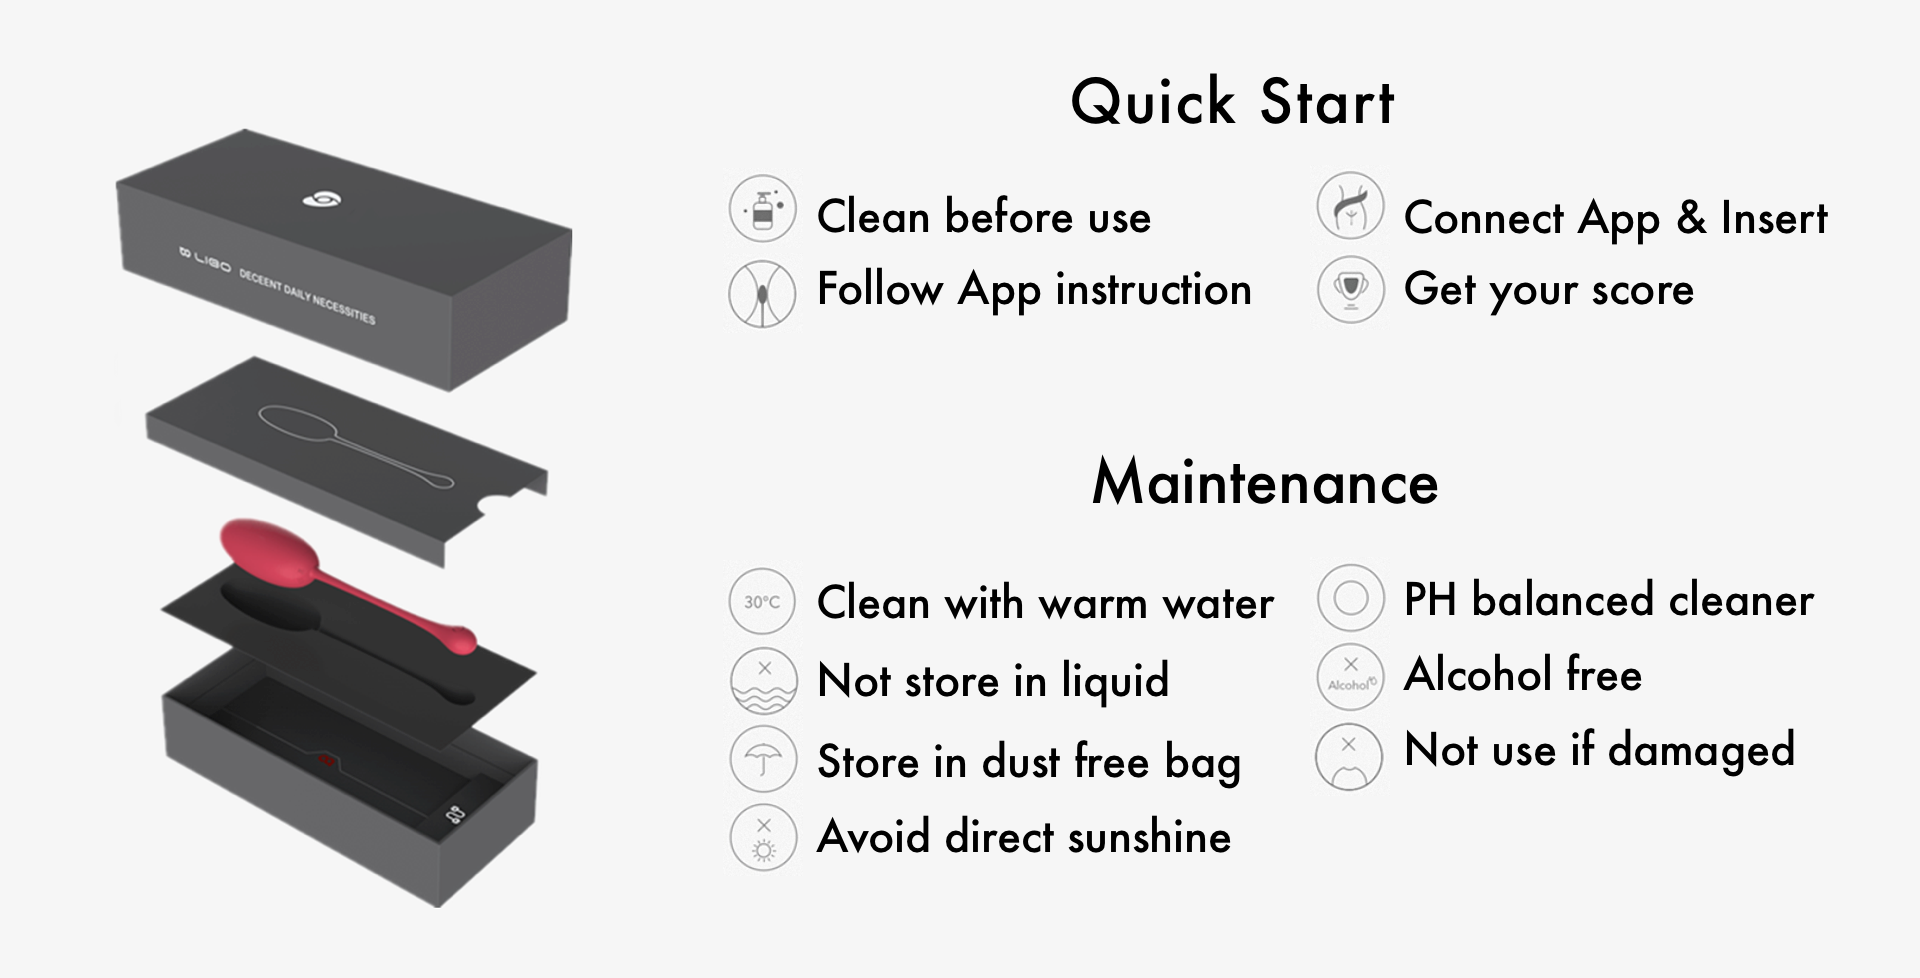 Quick Start
Clean before use
Connect App & Insert
Follow App instruction
Get your score
LIBO DECEENT DAILY NECESSITIES
Maintenance
30°C Clean with warm water
PH balanced cleaner
Not store in liquid
Alcohol Alcohol free
Store in dust free bag
Not use if damaged
Avoid direct sunshine